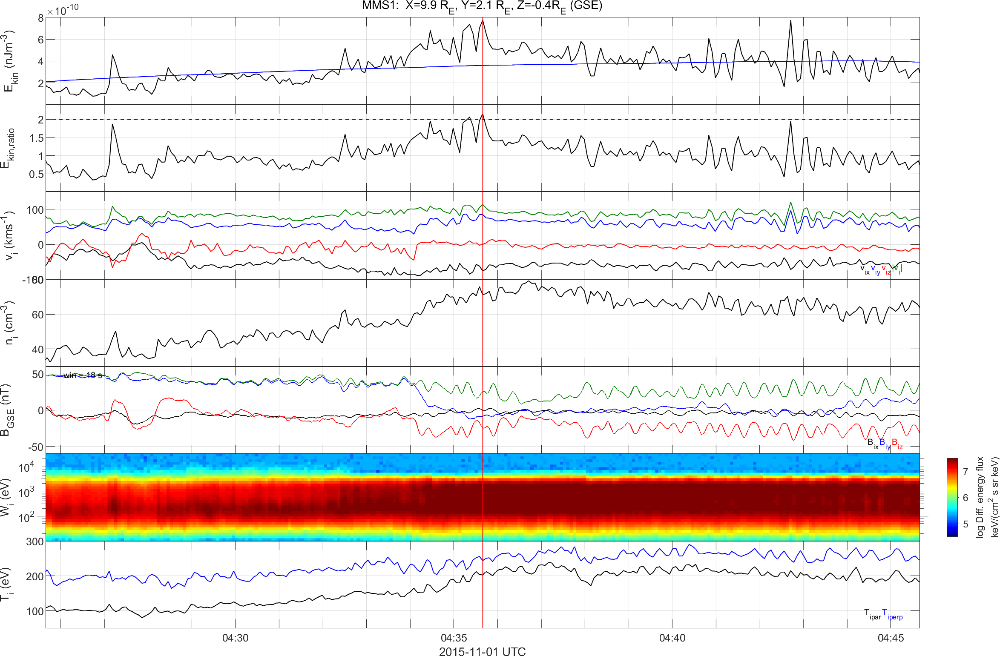 MMS1: X=9.9 R_E, Y=2.1 R_E, Z=-0.4R_E (GSE)
×10^-10
E_kin (nJm^-3)
8
6
4
2
E_kin,ratio
2
1.5
1
0.5
v_i (kms^-1)
100
0
-100
v_ix v_iy v_iz |v_i|
n_i (cm^-3)
80
60
40
B_GSE (nT)
50
0
-50
win = 18 s
B_ix B_iy B_iz
W_i (eV)
10^4
10^3
10^2
7
6
5
log Diff. energy flux
keV/(cm^2 s sr keV)
T_i (eV)
300
200
100
T_ipar T_iperp
04:30 04:35 04:40 04:45
2015-11-01 UTC